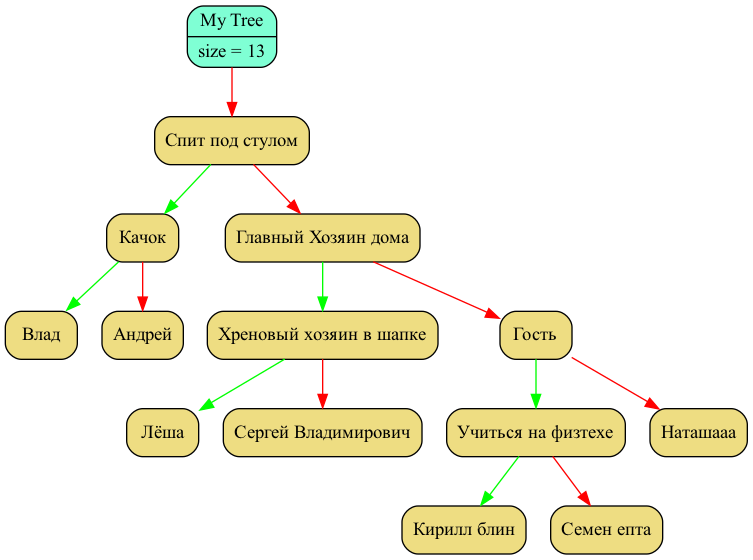 My Tree
size = 13
Спит под стулом
Качок
Главный Хозяин дома
Влад
Андрей
Хреновый хозяин в шапке
Гость
Лёша
Сергей Владимирович
Учиться на физтехе
Наташааа
Кирилл блин
Семен епта